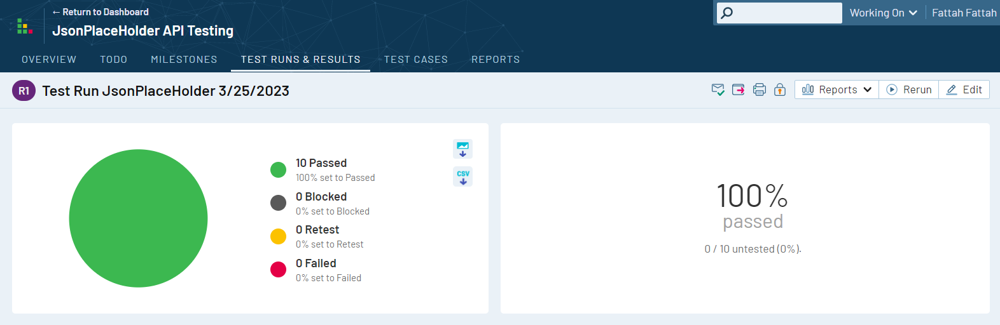 ← Return to Dashboard
JsonPlaceHolder API Testing
Working On
Fattah Fattah
OVERVIEW TODO MILESTONES TEST RUNS & RESULTS TEST CASES REPORTS
R1 Test Run JsonPlaceHolder 3/25/2023
Reports Rerun Edit
10 Passed
100% set to Passed
0 Blocked
0% set to Blocked
0 Retest
0% set to Retest
0 Failed
0% set to Failed
CSV
100%
passed
0 / 10 untested (0%).